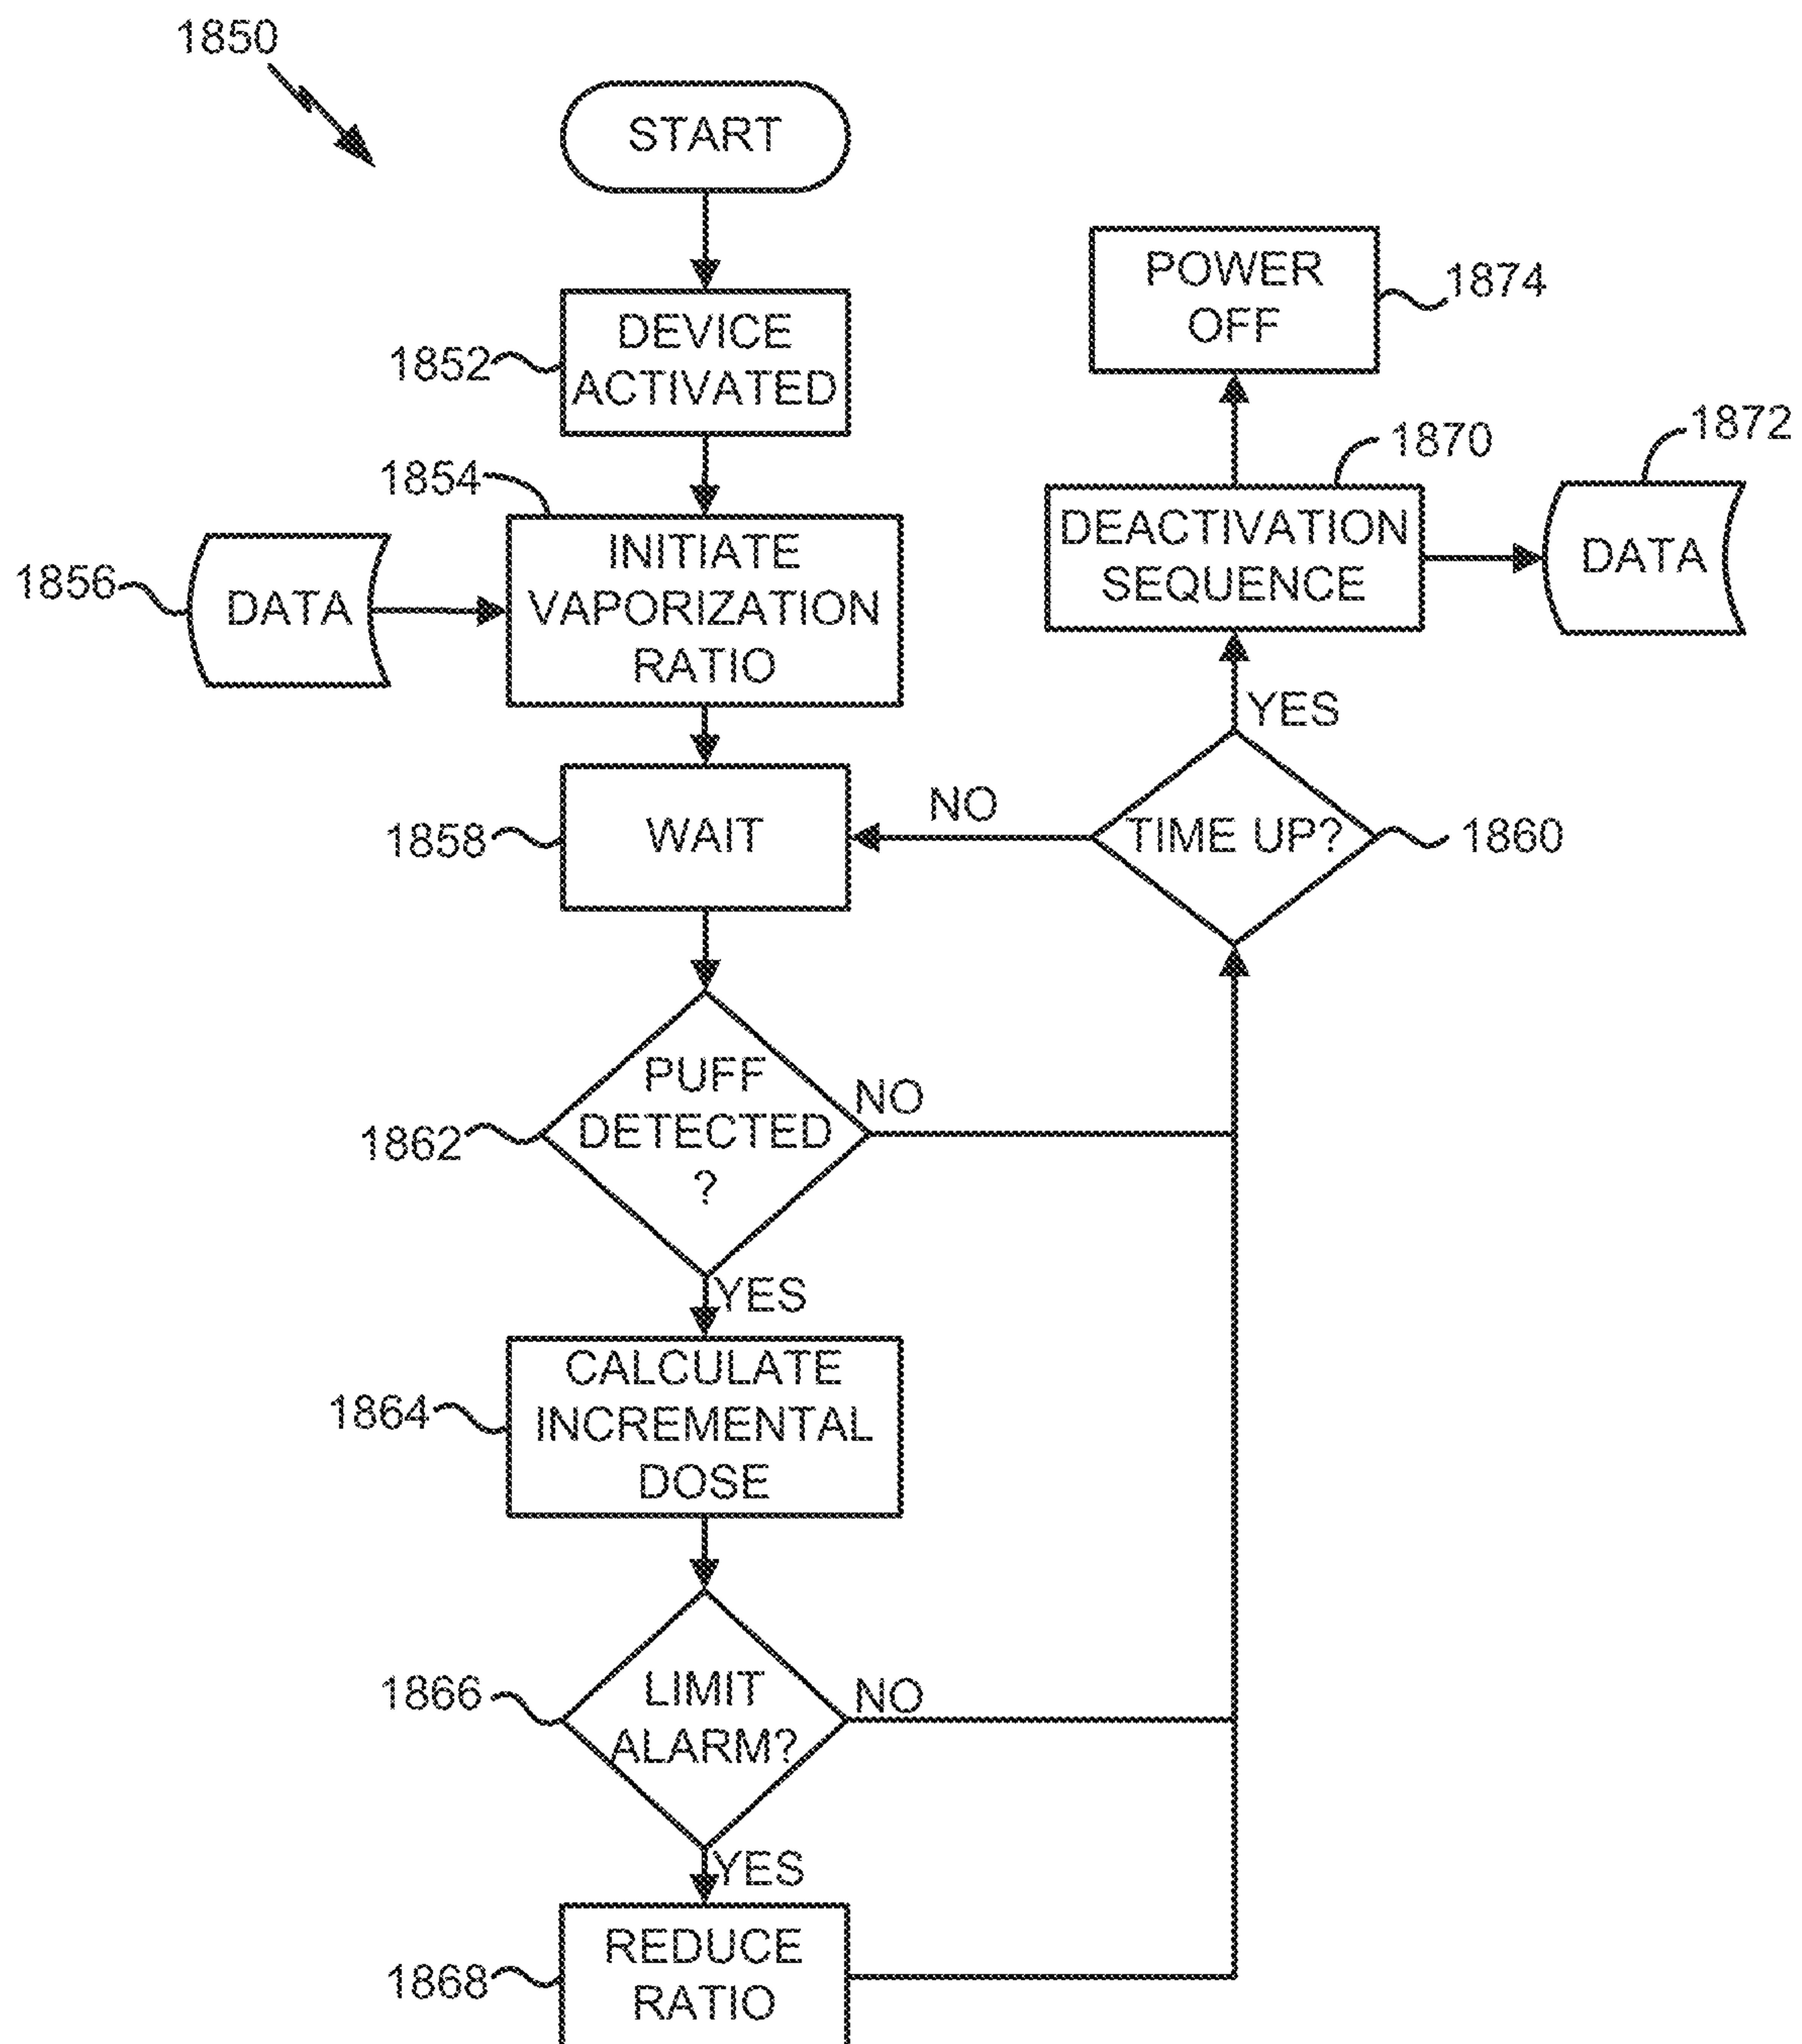 1850
START
1852
DEVICE
ACTIVATED
POWER
OFF
1874
1854
INITIATE
VAPORIZATION
RATIO
1856
DATA
1870
DEACTIVATION
SEQUENCE
1872
DATA
YES
1858
WAIT
NO
TIME UP?
1860
1862
PUFF
DETECTED
?
NO
YES
1864
CALCULATE
INCREMENTAL
DOSE
1866
LIMIT
ALARM?
NO
YES
1868
REDUCE
RATIO